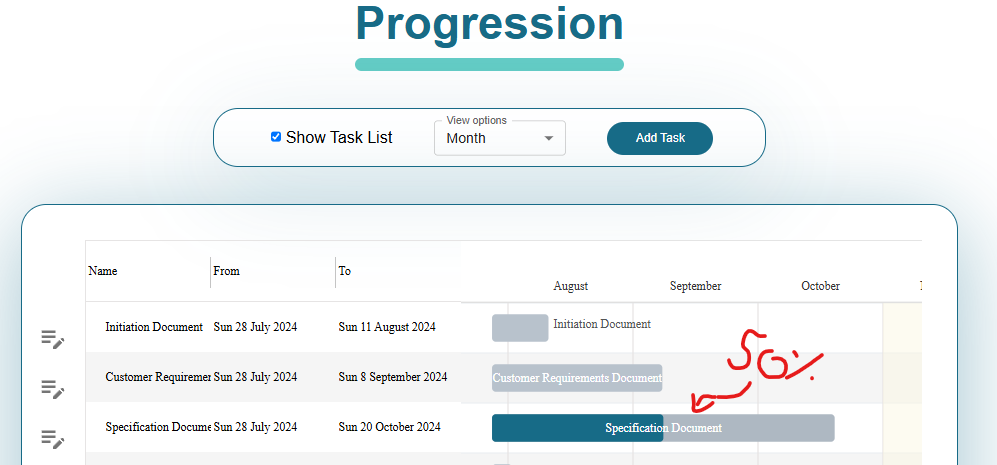 Progression
Show Task List
View options
Month
Add Task
Name From To
August September October
Initiation Document Sun 28 July 2024 Sun 11 August 2024 Initiation Document
50%
Customer Requiremer Sun 28 July 2024 Sun 8 September 2024 Customer Requirements Document
Specification Docume Sun 28 July 2024 Sun 20 October 2024 Specification Document